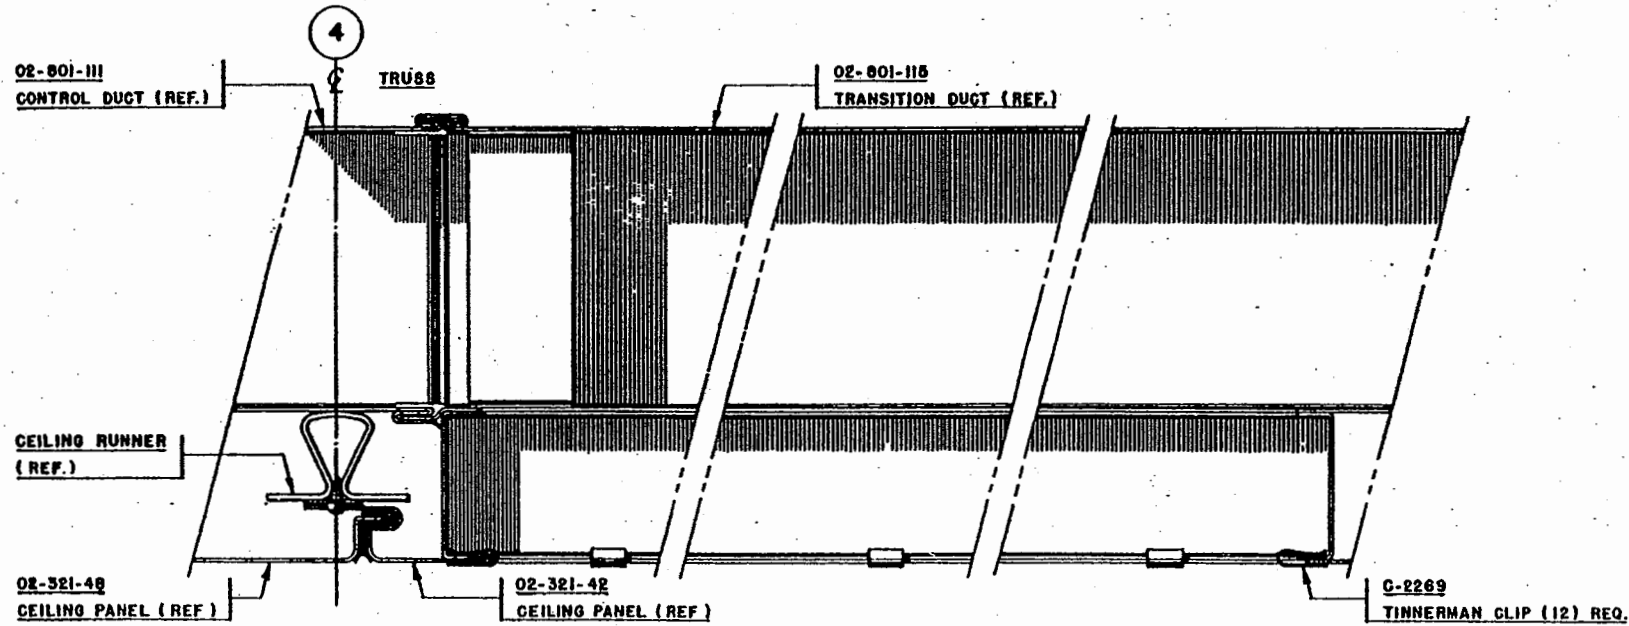 4
℄ TRUSS
02-801-111
CONTROL DUCT (REF.)
02-801-115
TRANSITION DUCT (REF.)
CEILING RUNNER
(REF.)
02-321-48
CEILING PANEL (REF)
02-321-42
CEILING PANEL (REF)
C-2269
TINNERMAN CLIP (12) REQ.